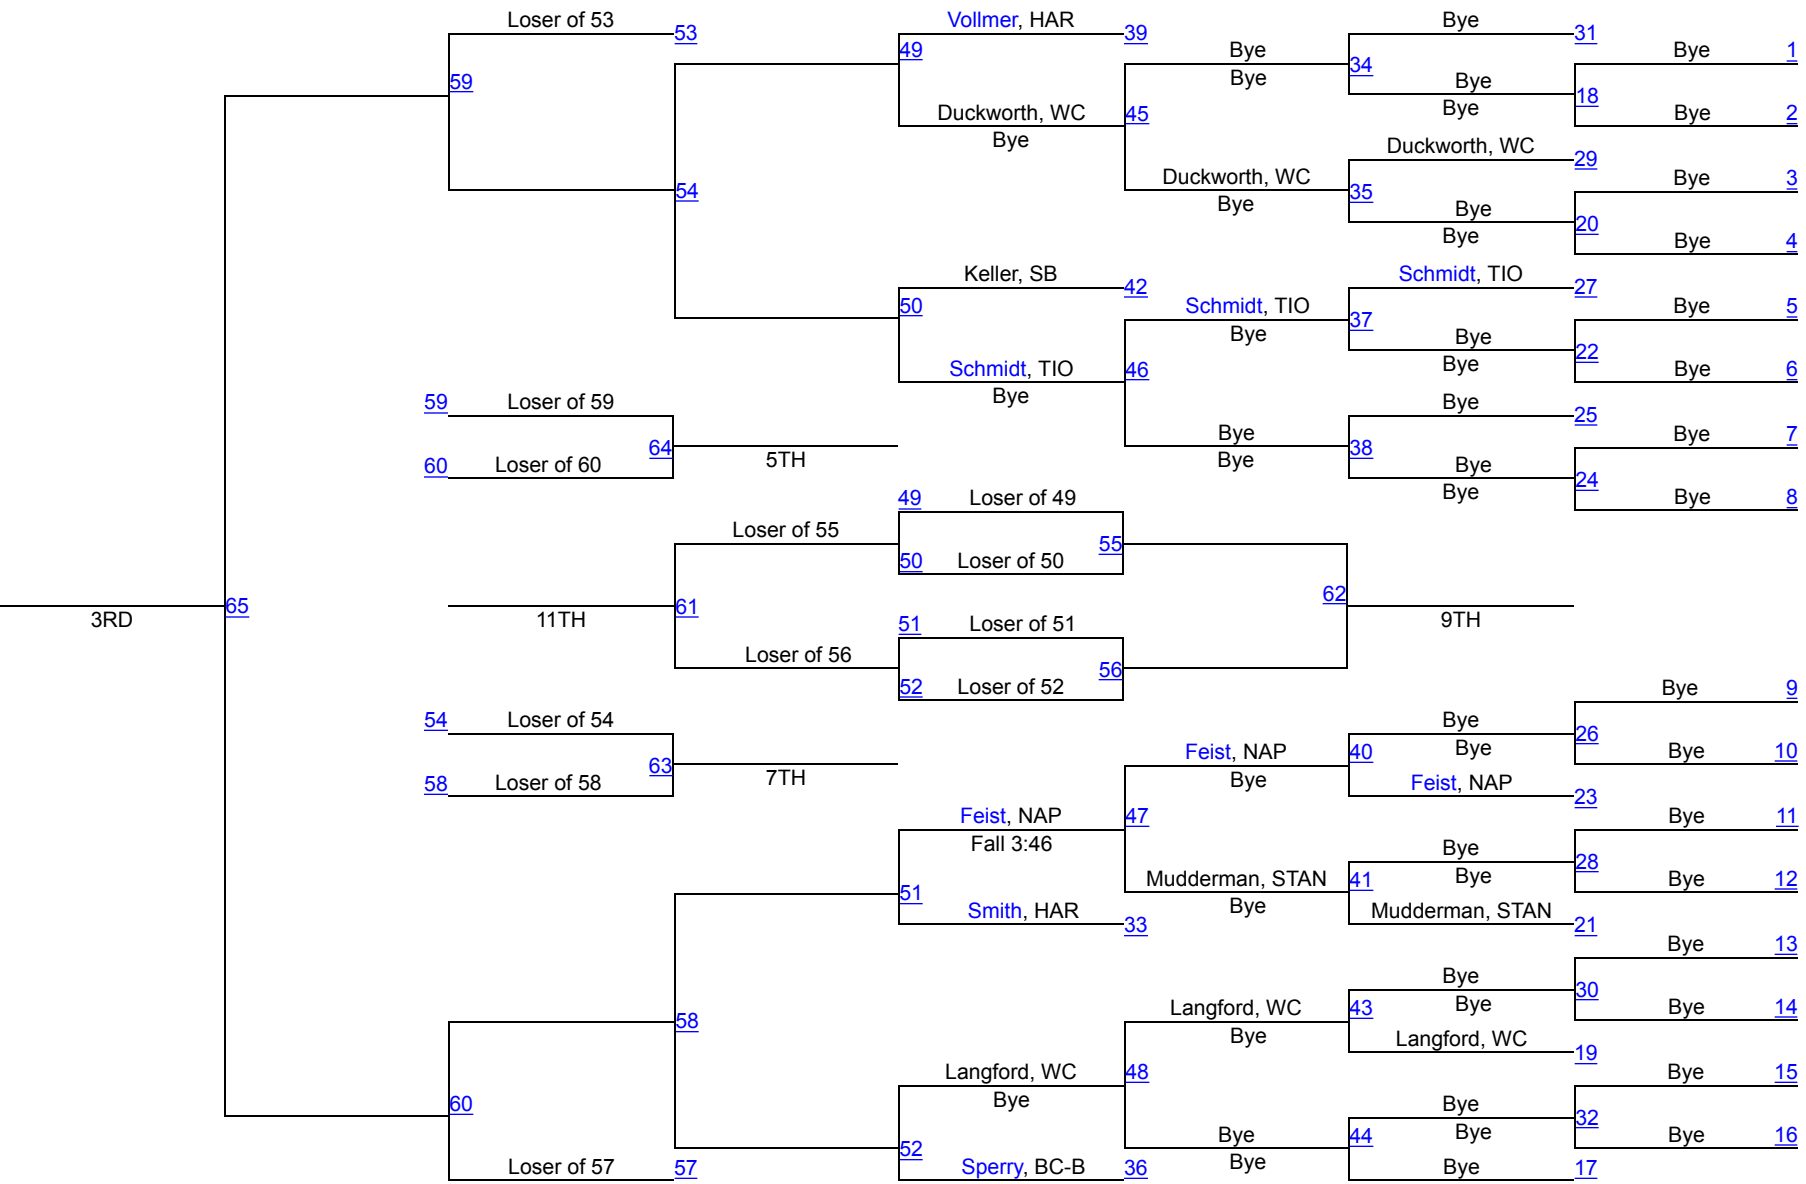 Loser of 53
53
Vollmer, HAR
39
Bye
31
49
Bye
1
Bye
34
Bye
Bye
Bye
18
59
Duckworth, WC
45
Bye
2
Bye
Duckworth, WC
29
Duckworth, WC
35
Bye
3
54
Bye
Bye
20
Bye
Bye
4
Keller, SB
42
Schmidt, TIO
27
50
Schmidt, TIO
37
Bye
5
Bye
Bye
22
Schmidt, TIO
46
Bye
Bye
6
Bye
59
Loser of 59
Bye
25
64
5TH
Bye
38
Bye
7
60
Loser of 60
Bye
Bye
24
Bye
Bye
8
49
Loser of 49
Loser of 55
50
Loser of 50
55
3RD
65
11TH
61
62
9TH
51
Loser of 51
Loser of 56
52
Loser of 52
56
Bye
9
54
Loser of 54
Bye
26
63
7TH
Feist, NAP
40
Bye
Bye
10
58
Loser of 58
Bye
Feist, NAP
23
Feist, NAP
47
Bye
11
Fall 3:46
Bye
28
Mudderman, STAN
41
Bye
Bye
12
51
Bye
Smith, HAR
33
Mudderman, STAN
21
Bye
13
Bye
30
58
Langford, WC
43
Bye
Bye
14
Bye
Langford, WC
19
Langford, WC
48
Bye
15
Bye
60
Bye
32
Bye
44
Bye
Bye
16
52
Bye
Loser of 57
57
Sperry, BC-B
36
Bye
17